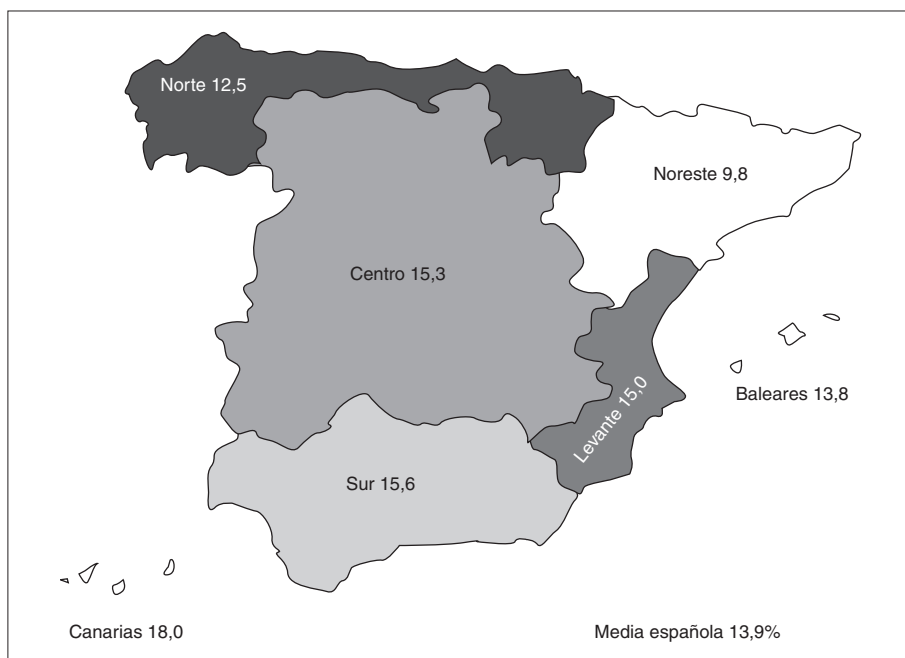 Norte 12,5
Noreste 9,8
Centro 15,3
Levante 15,0
Baleares 13,8
Sur 15,6
Canarias 18,0
Media española 13,9%